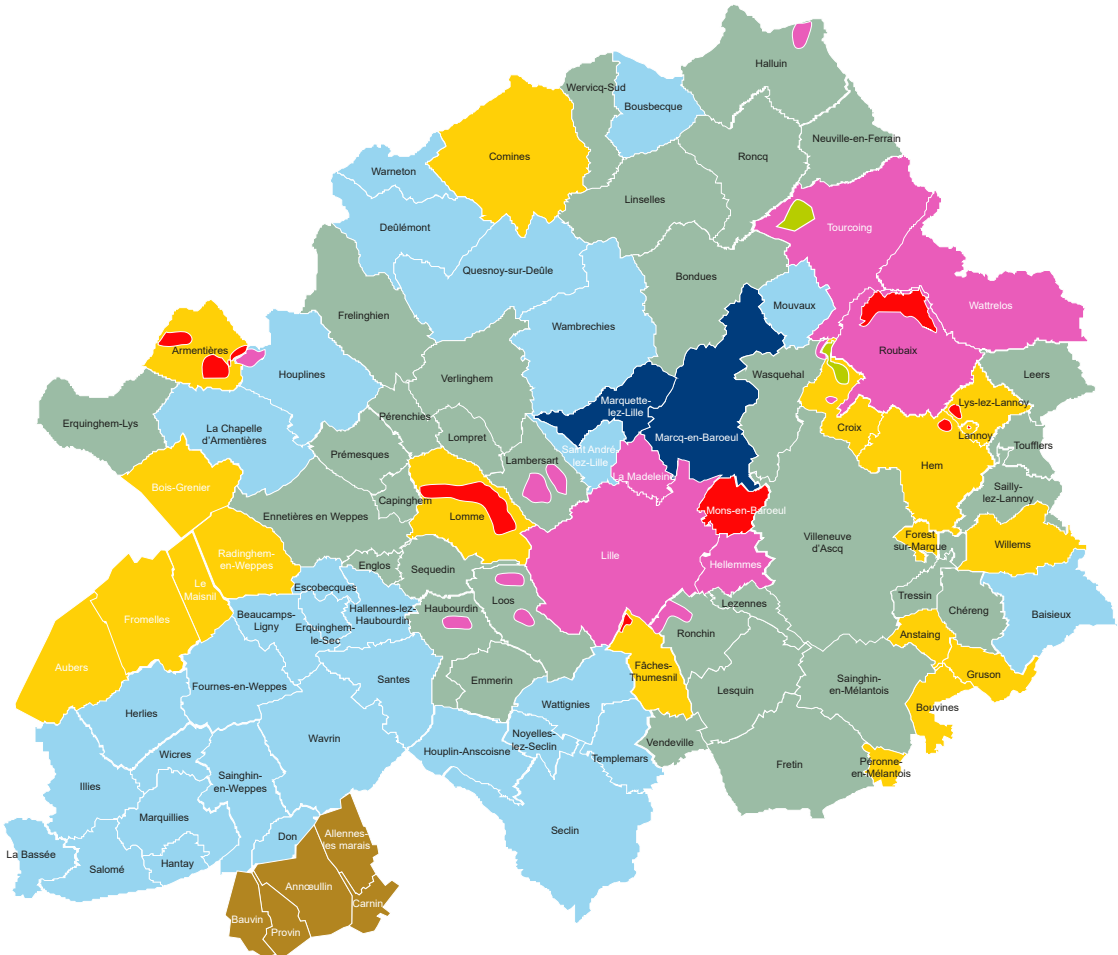 Halluin
Wervicq-Sud
Bousbecque
Neuville-en-Ferrain
Comines
Roncq
Warneton
Linselles
Deûlémont
Tourcoing
Quesnoy-sur-Deûle
Bondues
Mouvaux
Wattrelos
Frelinghien
Wambrechies
Armentières
Roubaix
Houplines
Verlinghem
Wasquehal
Leers
Erquinghem-Lys
La Chapelle
d'Armentières
Pérenchies
Marquette-
lez-Lille
Lys-lez-Lannoy
Lompret
Marcq-en-Baroeul
Croix
Lannoy
Toufflers
Prémesques
Lambersart
Saint André-
lez-Lille
La Madeleine
Hem
Bois-Grenier
Capinghem
Sailly-
lez-Lannoy
Ennetières en Weppes
Lomme
Mons-en-Baroeul
Villeneuve
d'Ascq
Forest
sur-Marque
Willems
Radinghem-
en-Weppes
Lille
Hellemmes
Englos
Sequedin
Le
Maisnil
Escobecques
Hallennes-lez-
Haubourdin
Haubourdin
Loos
Lezennes
Tressin
Chéreng
Baisieux
Fromelles
Beaucamps-
Ligny
Erquinghem-
le-Sec
Ronchin
Anstaing
Aubers
Santes
Emmerin
Fâches-
Thumesnil
Sainghin-
en-Mélantois
Gruson
Fournes-en-Weppes
Lesquin
Herlies
Wattignies
Bouvines
Wavrin
Noyelles-
lez-Seclin
Vendeville
Wicres
Houplin-Anscoisne
Templemars
Fretin
Péronne-
en-Mélantois
Illies
Sainghin-
en-Weppes
Marquillies
Seclin
La Bassée
Don
Allennes-
les marais
Salomé
Hantay
Annœullin
Carnin
Bauvin
Provin